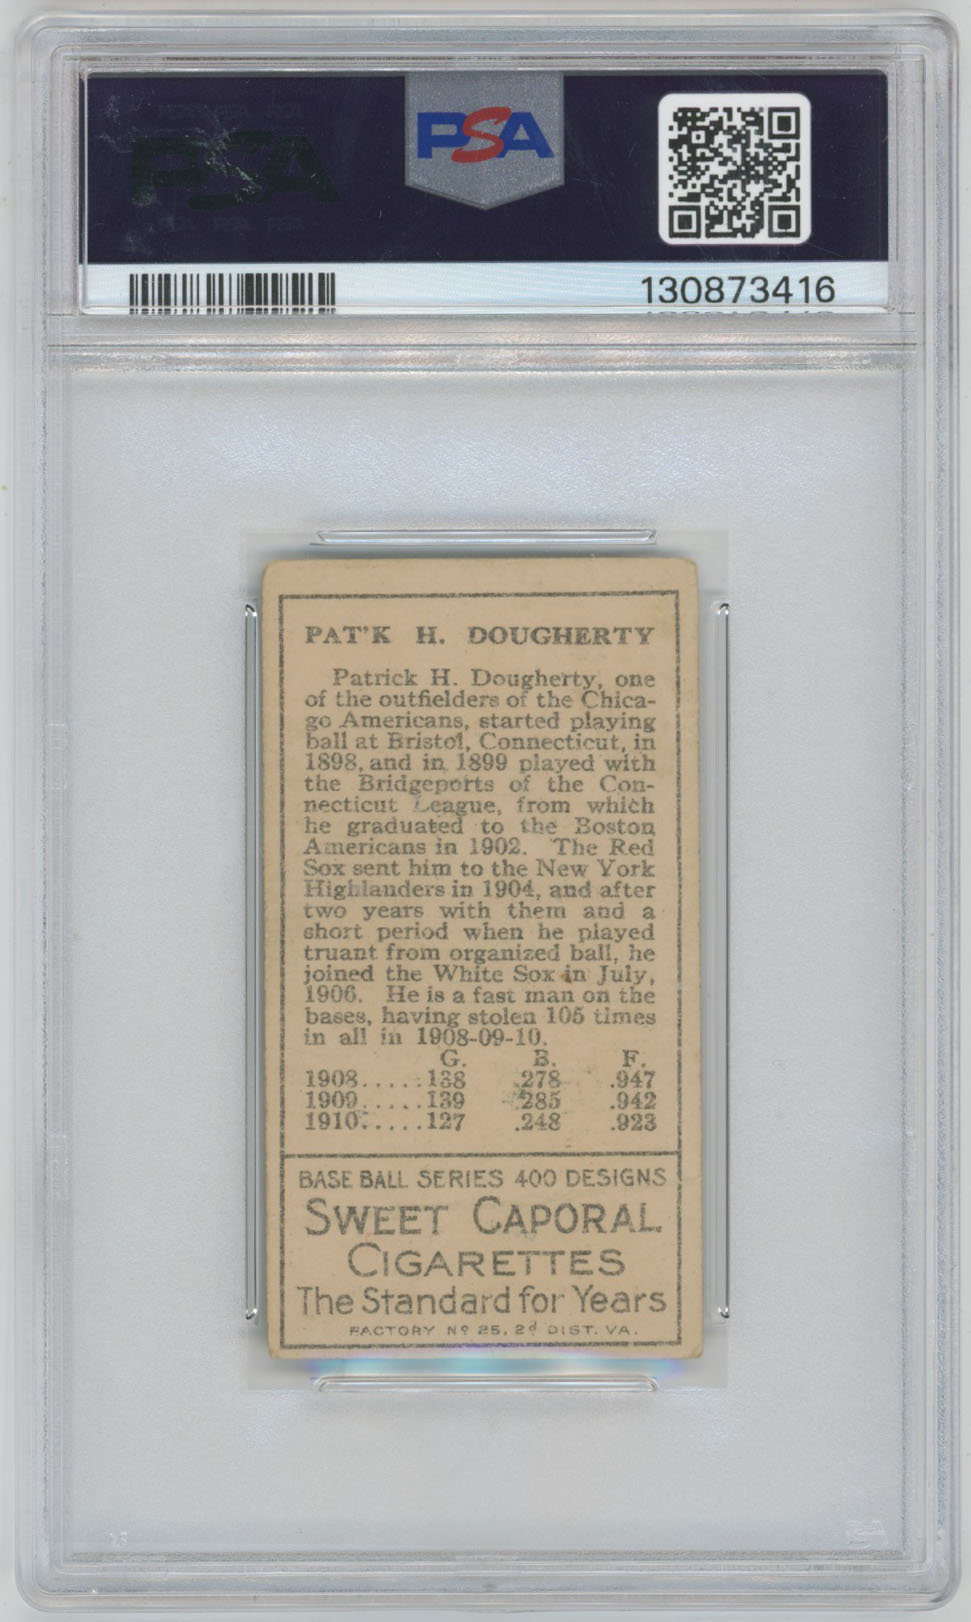 PSA
PSA
130873416
PAT'K H. DOUGHERTY
Patrick H. Dougherty, one
of the outfielders of the Chica-
go Americans, started playing
ball at Bristol, Connecticut, in
1898, and in 1899 played with
the Bridgeports of the Con-
necticut League, from which
he graduated to the Boston
Americans in 1902. The Red
Sox sent him to the New York
Highlanders in 1904, and after
two years with them and a
short period when he played
truant from organized ball, he
joined the White Sox in July,
1906. He is a fast man on the
bases, having stolen 105 times
in all in 1908-09-10.
G. B. F.
1908.....138 .278 .947
1909.....139 .285 .942
1910.....127 .248 .923
BASE BALL SERIES 400 DESIGNS
SWEET CAPORAL
CIGARETTES
The Standard for Years
FACTORY Nº 25, 2d DIST. VA.